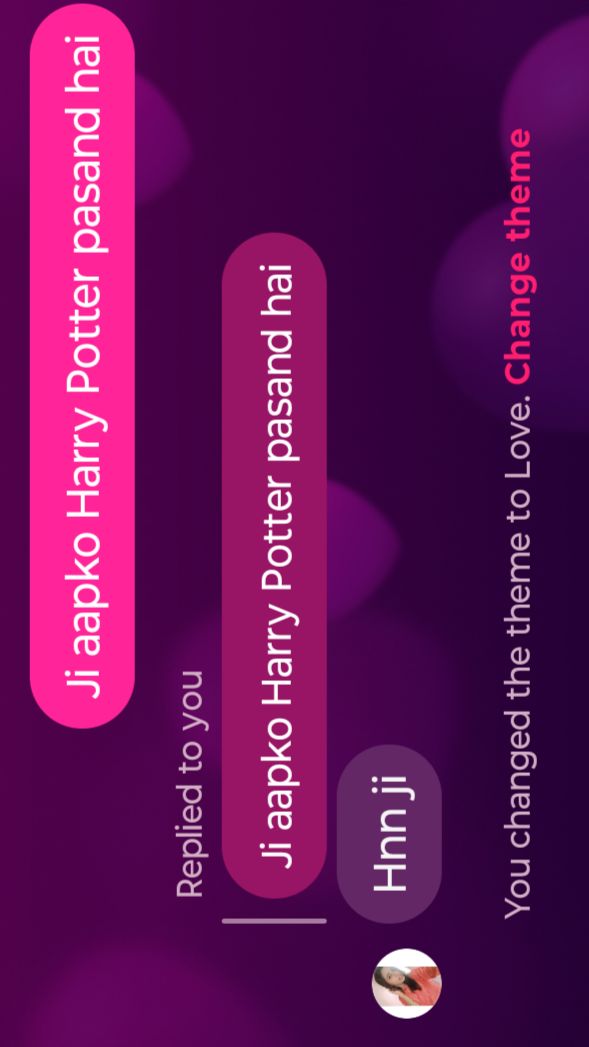 Ji aapko Harry Potter pasand hai
Replied to you
Ji aapko Harry Potter pasand hai
Hnn ji
You changed the theme to Love. Change theme